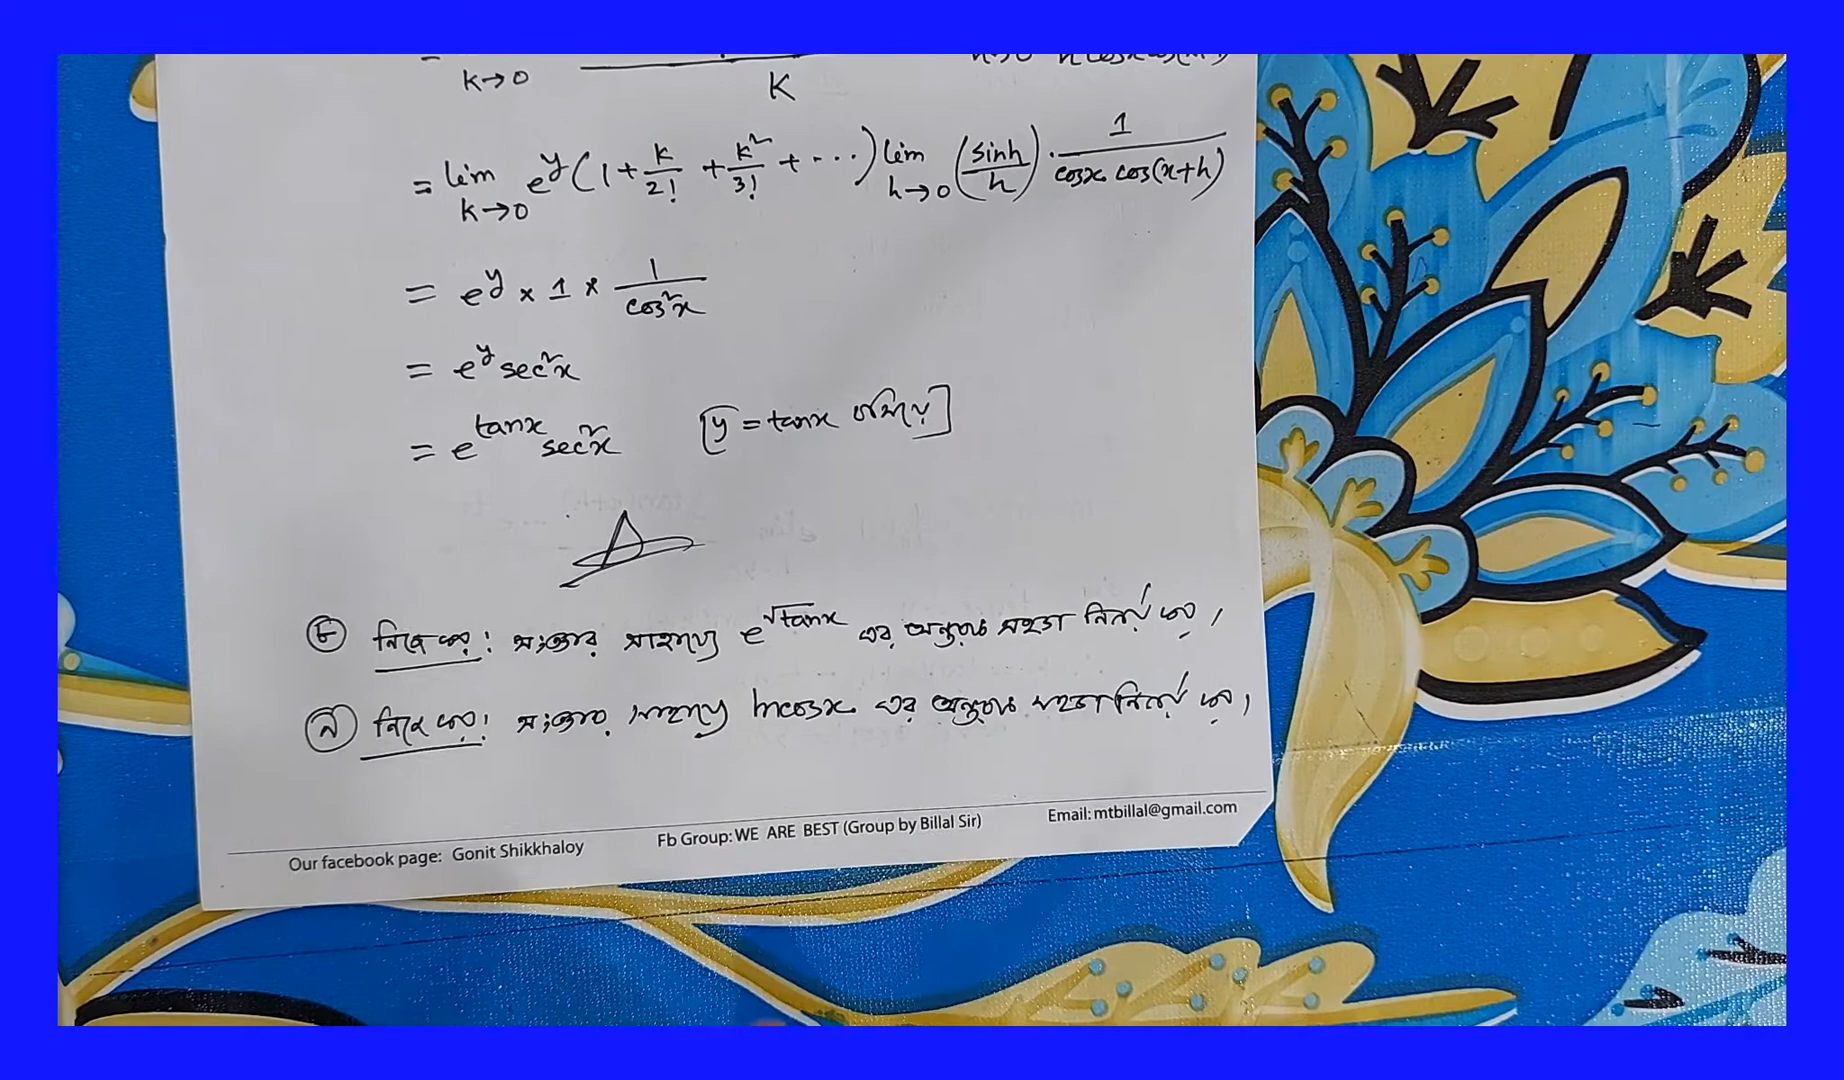 k→0 K
= lim k→0 e^y (1 + k/2! + k²/3! + ...) lim h→0 (sinh/h) · 1/cosx cos(x+h)
= e^y × 1 × 1/cos²x
= e^y sec²x
= e^tanx sec²x [y = tanx বসিয়ে]
৮ নিজে কর: সংজ্ঞার সাহায্যে e^√tanx এর অন্তরজ সহগ নির্ণয় কর।
নিজে কর: সংজ্ঞার সাহায্যে lncosx এর অন্তরজ সহগ নির্ণয় কর।
Our facebook page: Gonit Shikkhaloy Fb Group: WE ARE BEST (Group by Billal Sir) Email: mtbillal@gmail.com